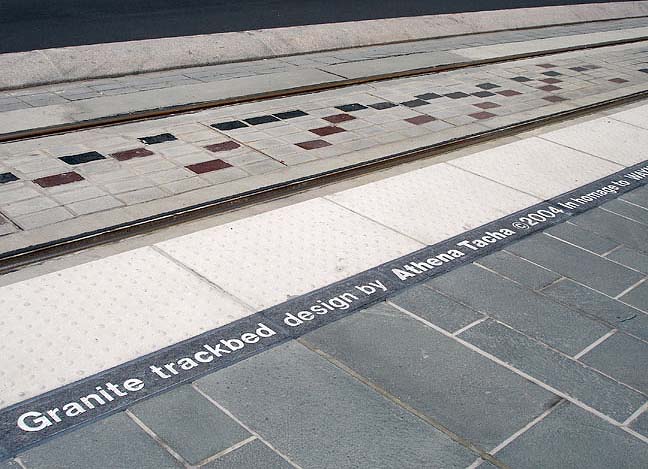 Granite trackbed design by Athena Tacha ©2004 in homage to